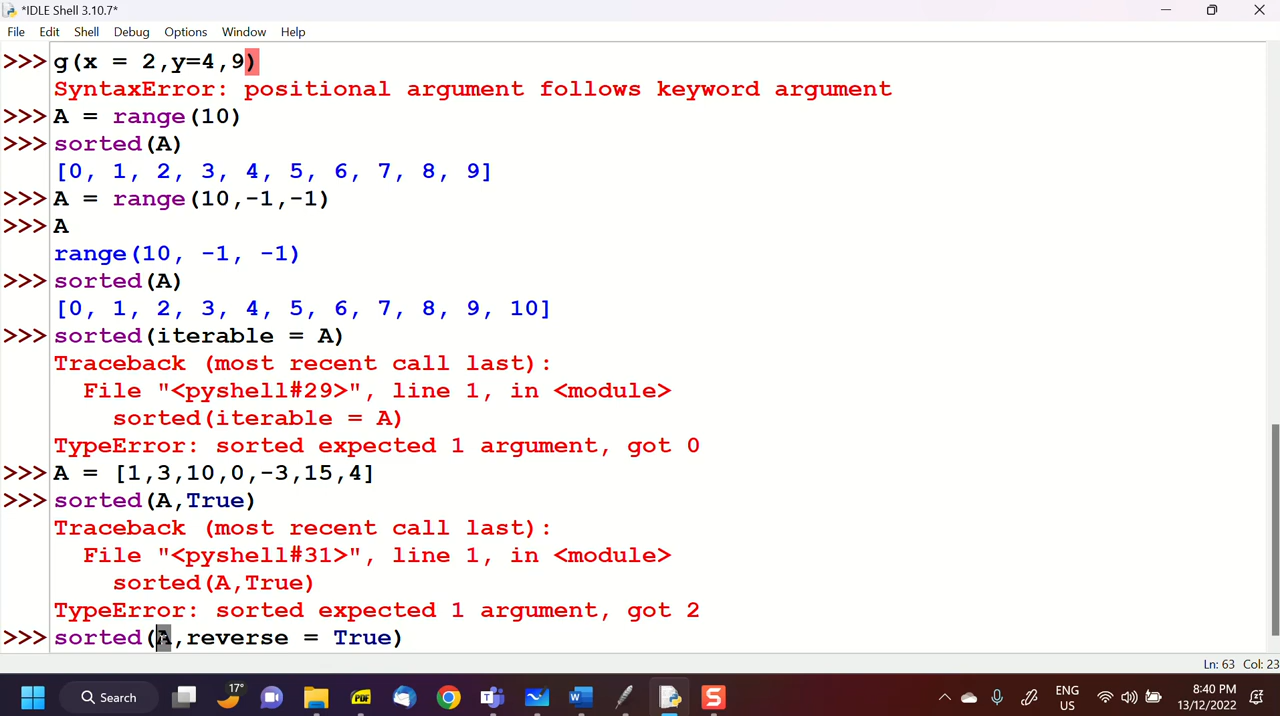 *IDLE Shell 3.10.7*
File Edit Shell Debug Options Window Help
>>> g(x = 2,y=4,9)
SyntaxError: positional argument follows keyword argument
>>> A = range(10)
>>> sorted(A)
[0, 1, 2, 3, 4, 5, 6, 7, 8, 9]
>>> A = range(10,-1,-1)
>>> A
range(10, -1, -1)
>>> sorted(A)
[0, 1, 2, 3, 4, 5, 6, 7, 8, 9, 10]
>>> sorted(iterable = A)
Traceback (most recent call last):
  File "<pyshell#29>", line 1, in <module>
    sorted(iterable = A)
TypeError: sorted expected 1 argument, got 0
>>> A = [1,3,10,0,-3,15,4]
>>> sorted(A,True)
Traceback (most recent call last):
  File "<pyshell#31>", line 1, in <module>
    sorted(A,True)
TypeError: sorted expected 1 argument, got 2
>>> sorted(A,reverse = True)
Ln: 63 Col: 23
Search 17° PDF ENG 8:40 PM
US 13/12/2022